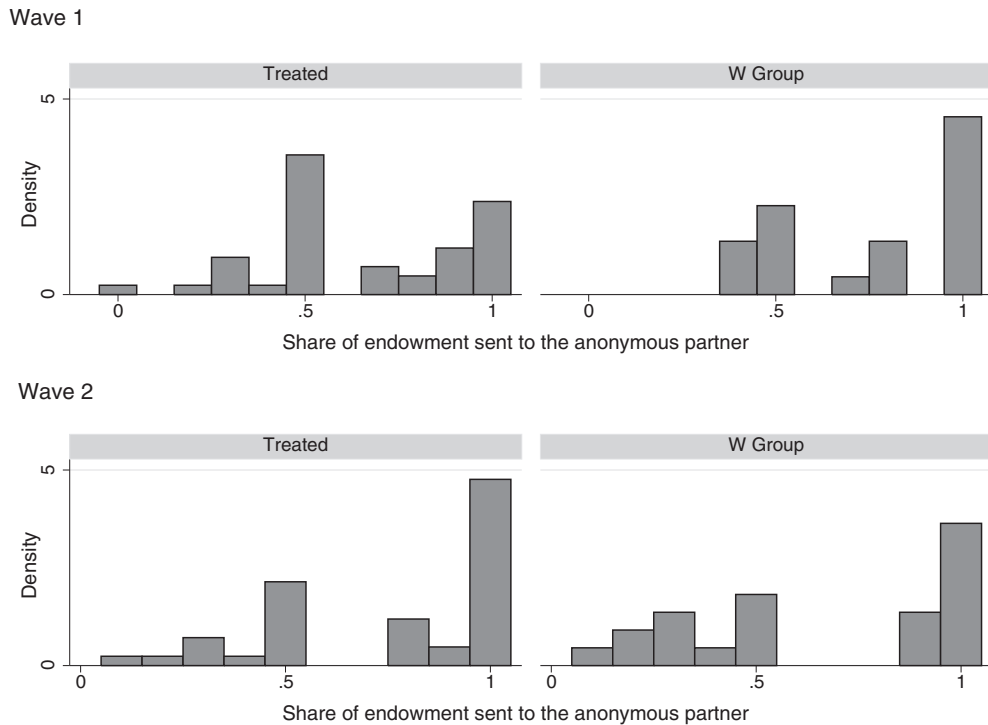 Wave 1
Treated
W Group
5
0
Density
0 .5 1
0 .5 1
Share of endowment sent to the anonymous partner
Wave 2
Treated
W Group
5
0
Density
0 .5 1
0 .5 1
Share of endowment sent to the anonymous partner